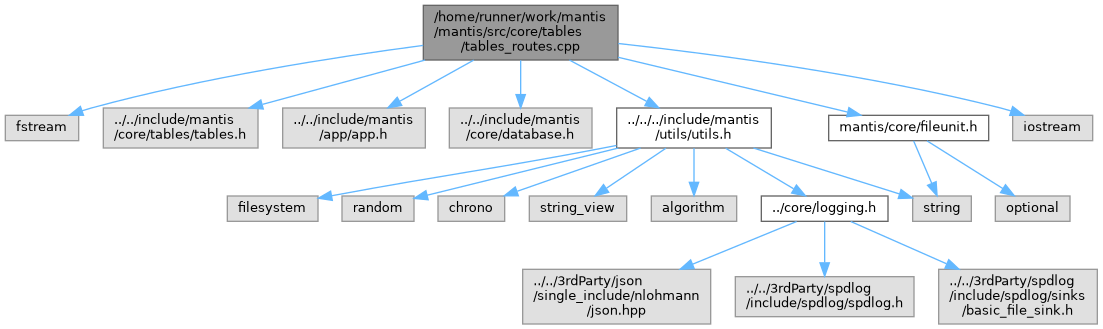 /home/runner/work/mantis
/mantis/src/core/tables
/tables_routes.cpp
fstream
../../include/mantis
/core/tables/tables.h
../../include/mantis
/app/app.h
../../include/mantis
/core/database.h
../../../include/mantis
/utils/utils.h
mantis/core/fileunit.h
iostream
filesystem
random
chrono
string_view
algorithm
../core/logging.h
string
optional
../../3rdParty/json
/single_include/nlohmann
/json.hpp
../../3rdParty/spdlog
/include/spdlog/spdlog.h
../../3rdParty/spdlog
/include/spdlog/sinks
/basic_file_sink.h